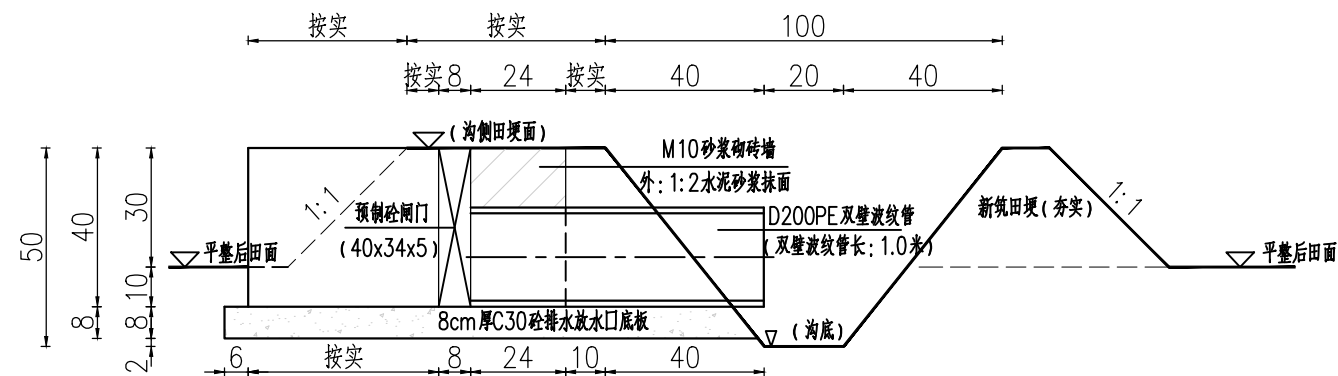 按实 按实 100
按实 8 24 按实 40 20 40
(沟侧田埂面)
M10砂浆砌砖墙
外:1:2水泥砂浆抹面
1:1
预制砼闸门
(40x34x5)
D200PE双壁波纹管
(双壁波纹管长:1.0米)
新筑田埂(夯实)
1:1
平整后田面
平整后田面
50
40
8
30
10
8
2
8cm厚C30砼排水放水口底板
(沟底)
6 按实 8 24 10 40